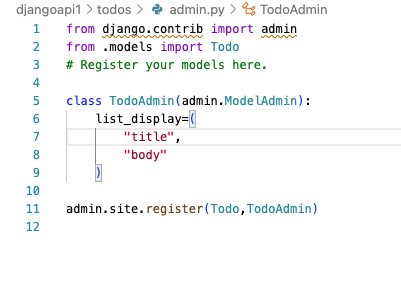 djangoapi1 > todos > admin.py > TodoAdmin
1 from django.contrib import admin
2 from .models import Todo
3 # Register your models here.
4
5 class TodoAdmin(admin.ModelAdmin):
6     list_display=(
7         "title",
8         "body"
9     )
10
11 admin.site.register(Todo,TodoAdmin)
12